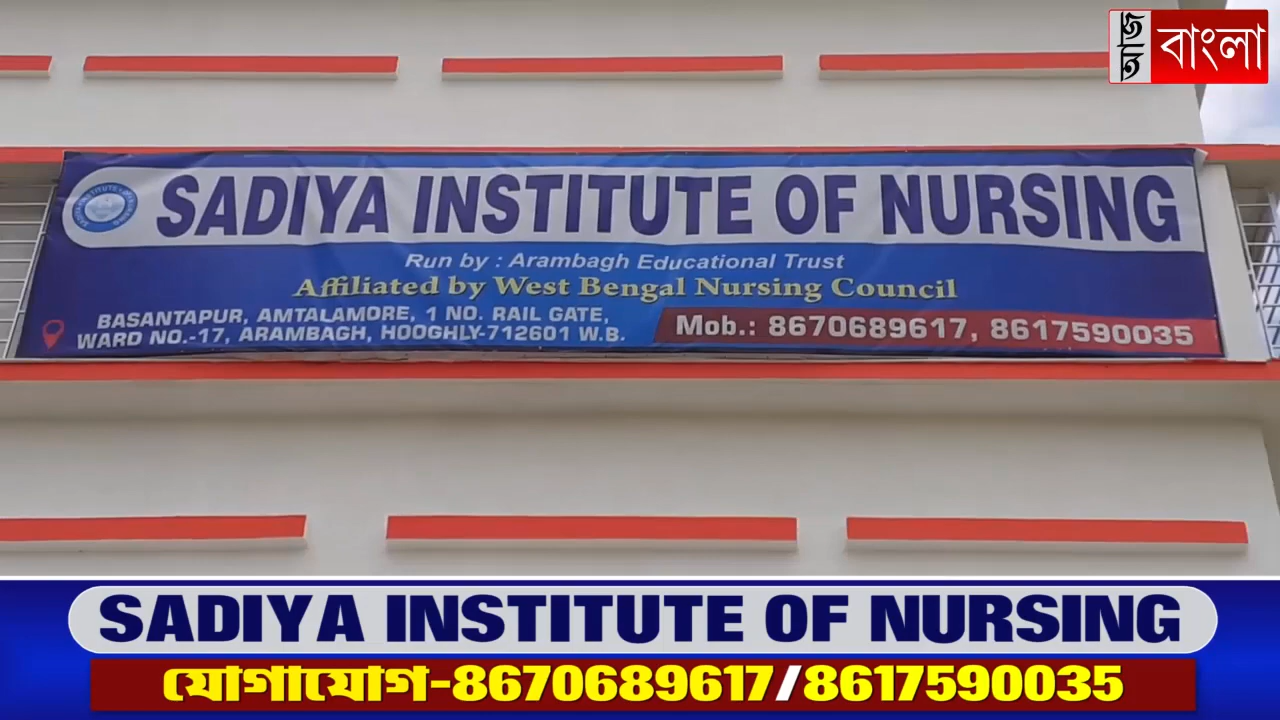 আজ বাংলা
SADIYA INSTITUTE OF NURSING
Run by : Arambagh Educational Trust
Affiliated by West Bengal Nursing Council
BASANTAPUR, AMTALAMORE, 1 NO. RAIL GATE,
WARD NO.-17, ARAMBAGH, HOOGHLY-712601 W.B.
Mob.: 8670689617, 8617590035
SADIYA INSTITUTE OF NURSING
যোগাযোগ-8670689617/8617590035